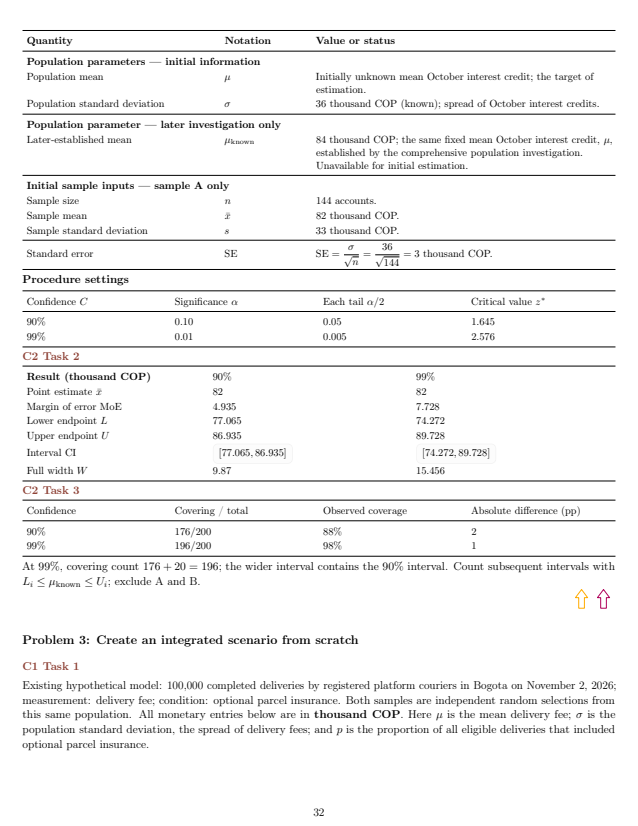 Quantity Notation Value or status
Population parameters — initial information
Population mean μ Initially unknown mean October interest credit; the target of
estimation.
Population standard deviation σ 36 thousand COP (known); spread of October interest credits.
Population parameter — later investigation only
Later-established mean μknown 84 thousand COP; the same fixed mean October interest credit, μ,
established by the comprehensive population investigation.
Unavailable for initial estimation.
Initial sample inputs — sample A only
Sample size n 144 accounts.
Sample mean x̄ 82 thousand COP.
Sample standard deviation s 33 thousand COP.
Standard error SE SE = σ/√n = 36/√144 = 3 thousand COP.
Procedure settings
Confidence C Significance α Each tail α/2 Critical value z*
90% 0.10 0.05 1.645
99% 0.01 0.005 2.576
C2 Task 2
Result (thousand COP) 90% 99%
Point estimate x̄ 82 82
Margin of error MoE 4.935 7.728
Lower endpoint L 77.065 74.272
Upper endpoint U 86.935 89.728
Interval CI [77.065, 86.935] [74.272, 89.728]
Full width W 9.87 15.456
C2 Task 3
Confidence Covering / total Observed coverage Absolute difference (pp)
90% 176/200 88% 2
99% 196/200 98% 1
At 99%, covering count 176 + 20 = 196; the wider interval contains the 90% interval. Count subsequent intervals with
Li ≤ μknown ≤ Ui; exclude A and B.
Problem 3: Create an integrated scenario from scratch
C1 Task 1
Existing hypothetical model: 100,000 completed deliveries by registered platform couriers in Bogota on November 2, 2026;
measurement: delivery fee; condition: optional parcel insurance. Both samples are independent random selections from
this same population. All monetary entries below are in thousand COP. Here μ is the mean delivery fee; σ is the
population standard deviation, the spread of delivery fees; and p is the proportion of all eligible deliveries that included
optional parcel insurance.
32